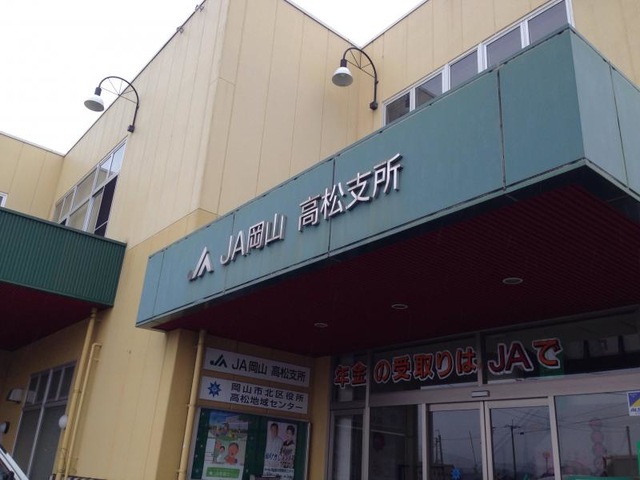 JA岡山 高松支所
JA岡山 高松支所
岡山市北区役所
高松地域センター
年金の受取りはJAで